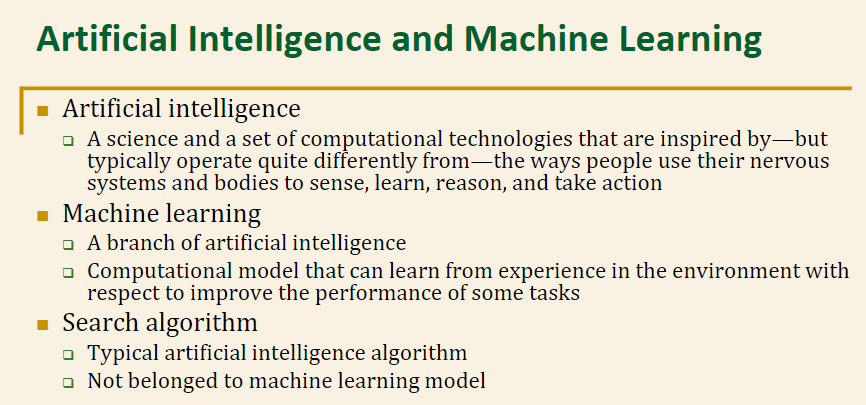 Artificial Intelligence and Machine Learning
Artificial intelligence
A science and a set of computational technologies that are inspired by—but
typically operate quite differently from—the ways people use their nervous
systems and bodies to sense, learn, reason, and take action
Machine learning
A branch of artificial intelligence
Computational model that can learn from experience in the environment with
respect to improve the performance of some tasks
Search algorithm
Typical artificial intelligence algorithm
Not belonged to machine learning model